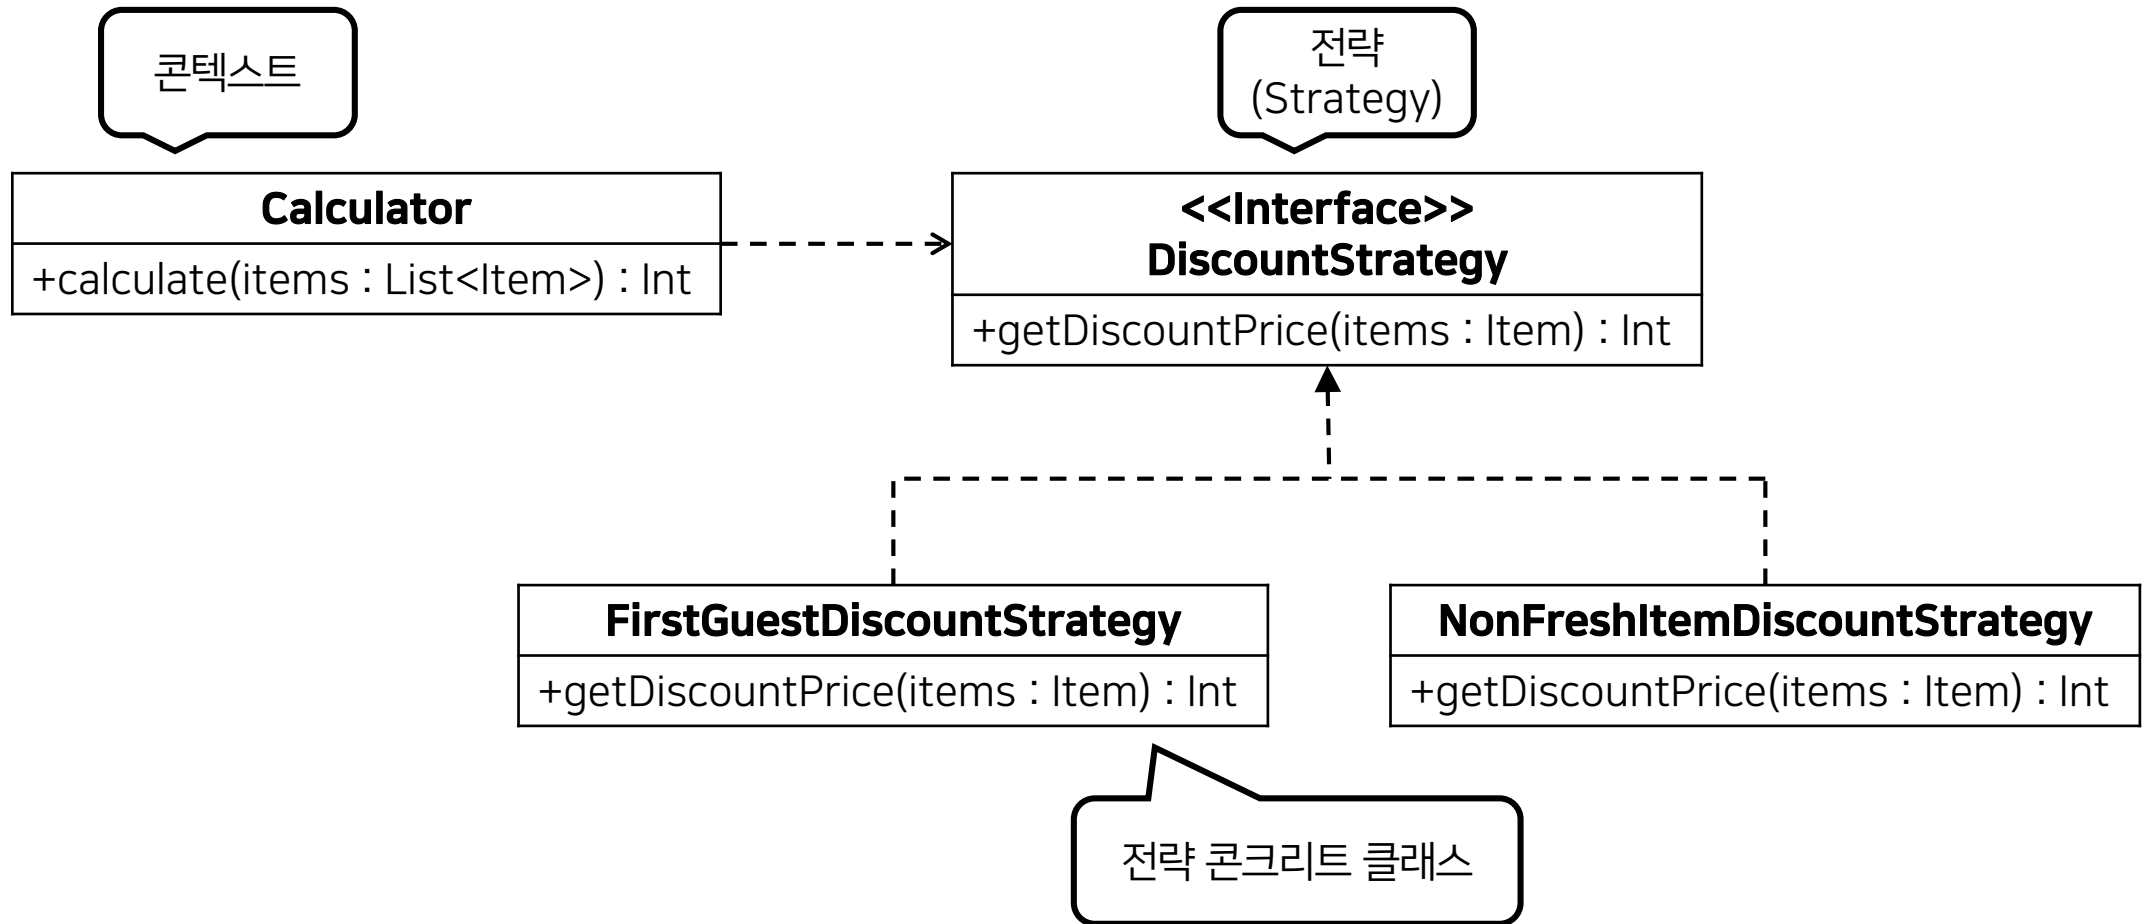 콘텍스트
전략
(Strategy)
Calculator
+calculate(items : List<Item>) : Int
<<Interface>>
DiscountStrategy
+getDiscountPrice(items : Item) : Int
FirstGuestDiscountStrategy
+getDiscountPrice(items : Item) : Int
NonFreshItemDiscountStrategy
+getDiscountPrice(items : Item) : Int
전략 콘크리트 클래스